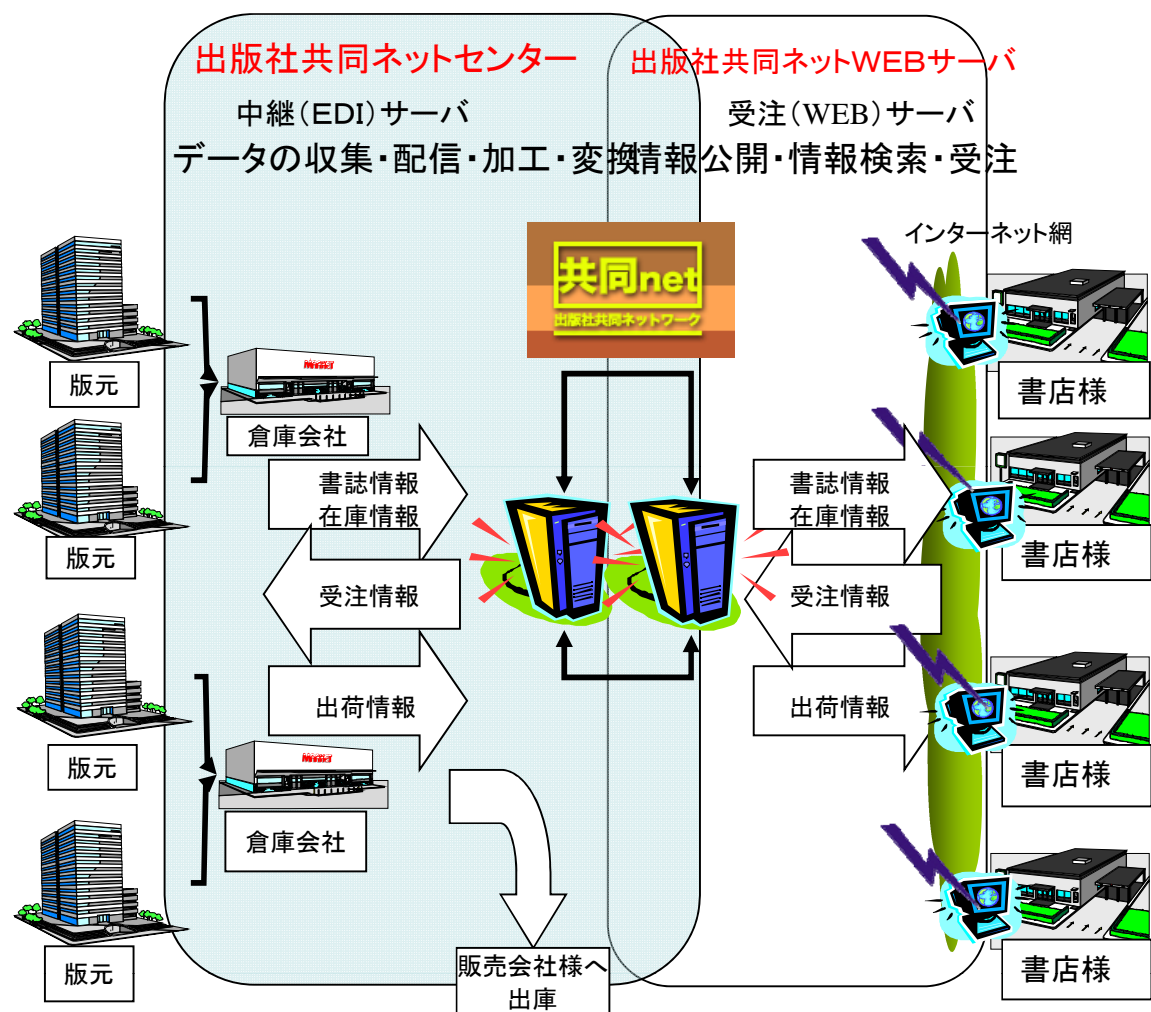 出版社共同ネットセンター
出版社共同ネットWEBサーバ
中継(EDI)サーバ
受注(WEB)サーバ
データの収集・配信・加工・変換
情報公開・情報検索・受注
共同net
出版社共同ネットワーク
インターネット網
版元
倉庫会社
書店様
版元
書誌情報
在庫情報
書誌情報
在庫情報
書店様
受注情報
受注情報
版元
出荷情報
出荷情報
書店様
倉庫会社
版元
販売会社様へ
出庫
書店様